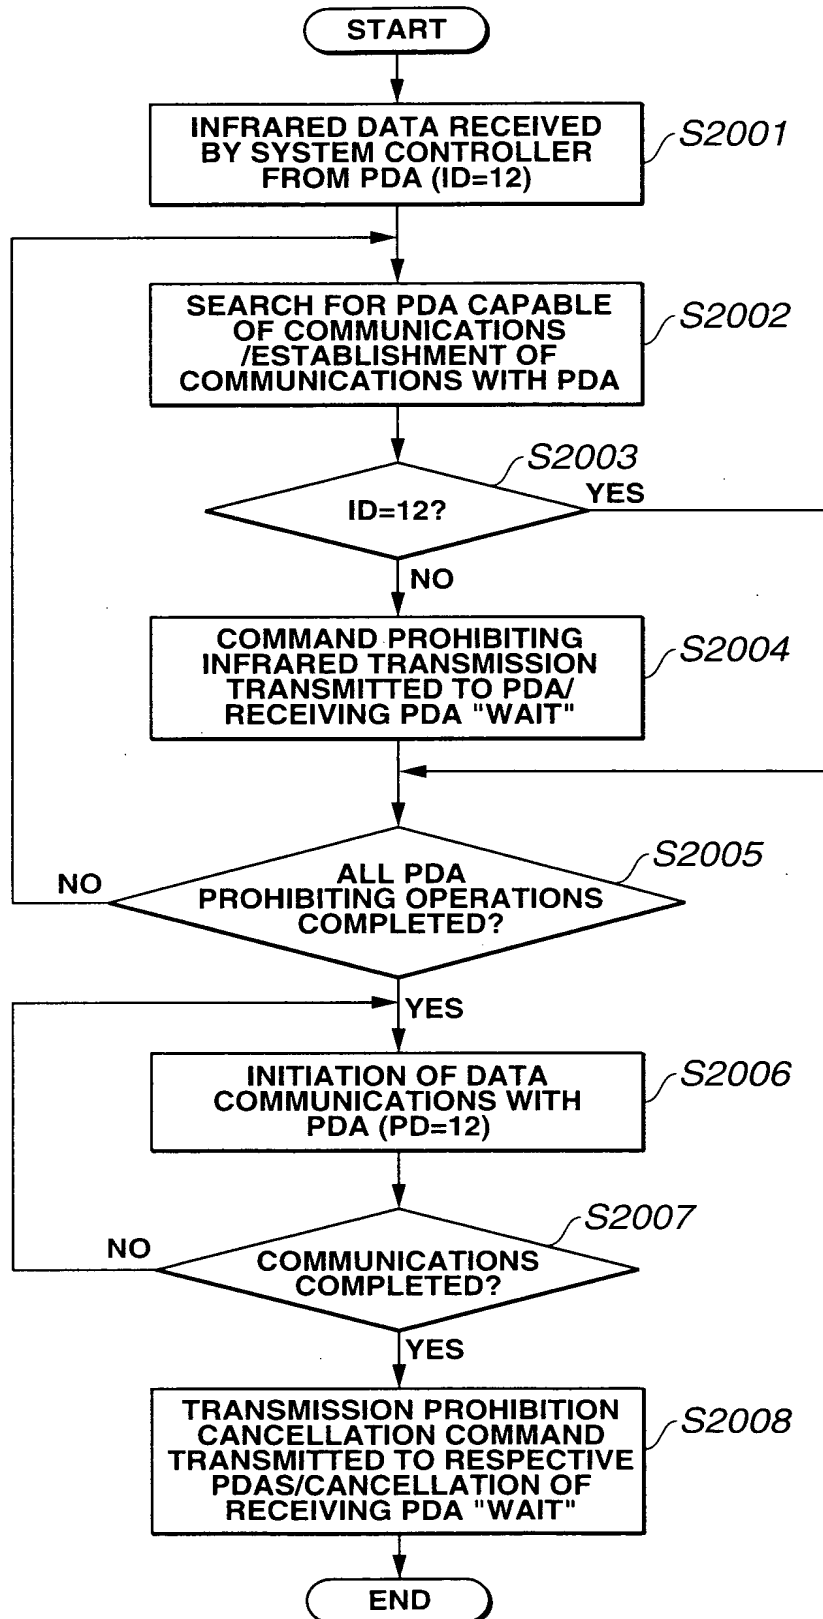 START
INFRARED DATA RECEIVED
BY SYSTEM CONTROLLER
FROM PDA (ID=12)
S2001
SEARCH FOR PDA CAPABLE
OF COMMUNICATIONS
/ESTABLISHMENT OF
COMMUNICATIONS WITH PDA
S2002
S2003
ID=12?
YES
NO
COMMAND PROHIBITING
INFRARED TRANSMISSION
TRANSMITTED TO PDA/
RECEIVING PDA "WAIT"
S2004
S2005
ALL PDA
PROHIBITING OPERATIONS
COMPLETED?
NO
YES
INITIATION OF DATA
COMMUNICATIONS WITH
PDA (PD=12)
S2006
S2007
COMMUNICATIONS
COMPLETED?
NO
YES
TRANSMISSION PROHIBITION
CANCELLATION COMMAND
TRANSMITTED TO RESPECTIVE
PDAS/CANCELLATION OF
RECEIVING PDA "WAIT"
S2008
END